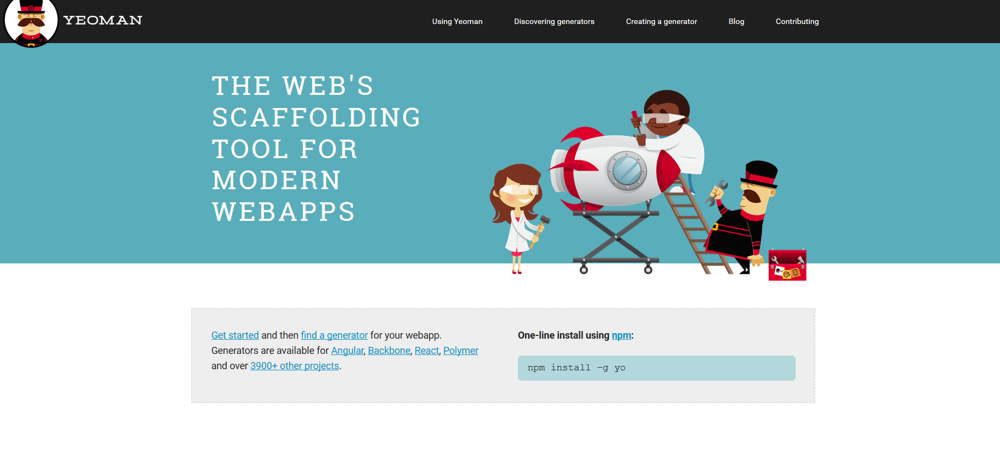 YEOMAN
Using Yeoman
Discovering generators
Creating a generator
Blog
Contributing
THE WEB'S
SCAFFOLDING
TOOL FOR
MODERN
WEBAPPS
Get started and then find a generator for your webapp.
Generators are available for Angular, Backbone, React, Polymer
and over 3900+ other projects.
One-line install using npm:
npm install -g yo